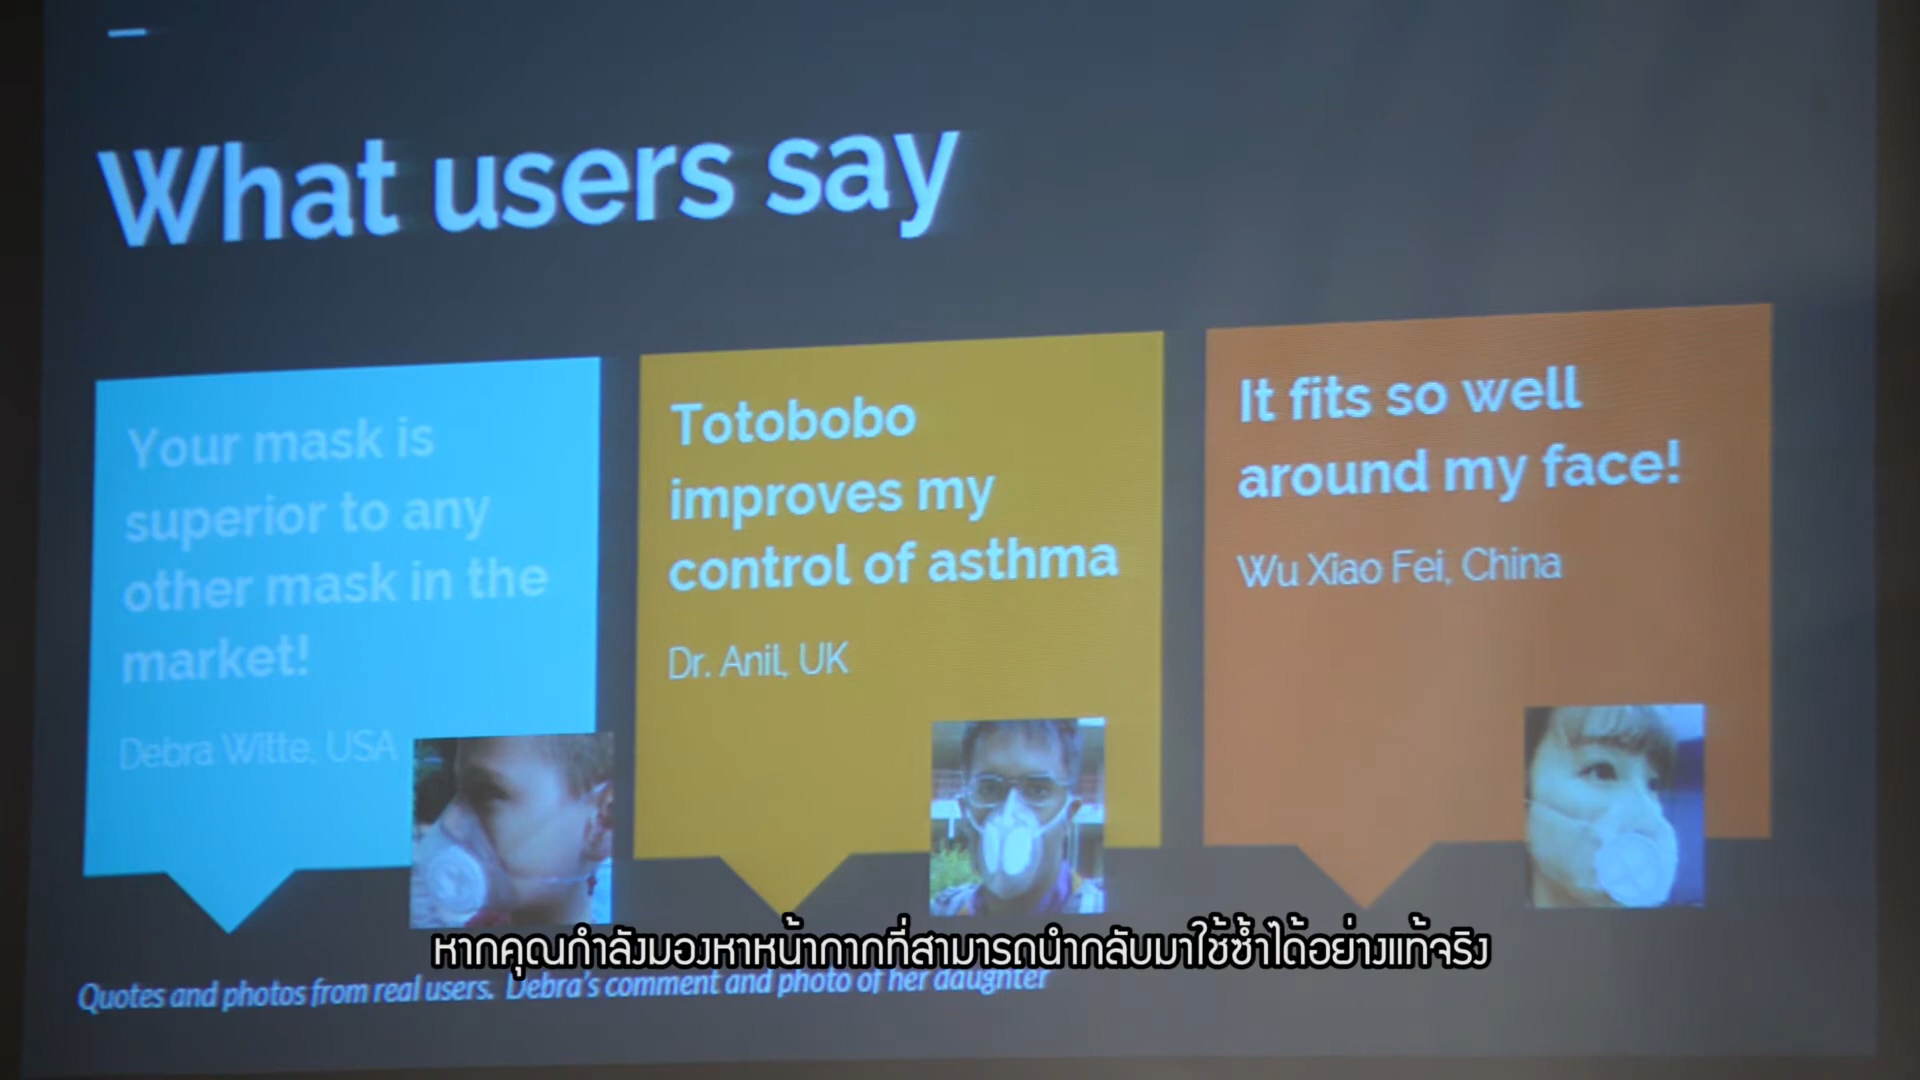 What users say
Your mask is
superior to any
other mask in the
market!
Debra Witte, USA
Totobobo
improves my
control of asthma
Dr. Anil, UK
It fits so well
around my face!
Wu Xiao Fei, China
หากคุณกำลังมองหาหน้ากากที่สามารถนำกลับมาใช้ซ้ำได้อย่างแท้จริง
Quotes and photos from real users. Debra's comment and photo of her daughter